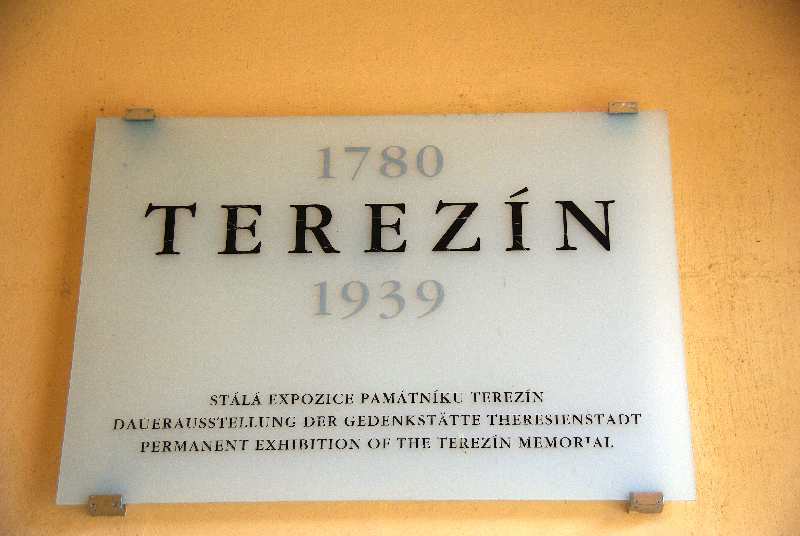 1780
TEREZÍN
1939
STÁLÁ EXPOZICE PAMÁTNÍKU TEREZÍN
DAUERAUSSTELLUNG DER GEDENKSTÄTTE THERESIENSTADT
PERMANENT EXHIBITION OF THE TEREZÍN MEMORIAL